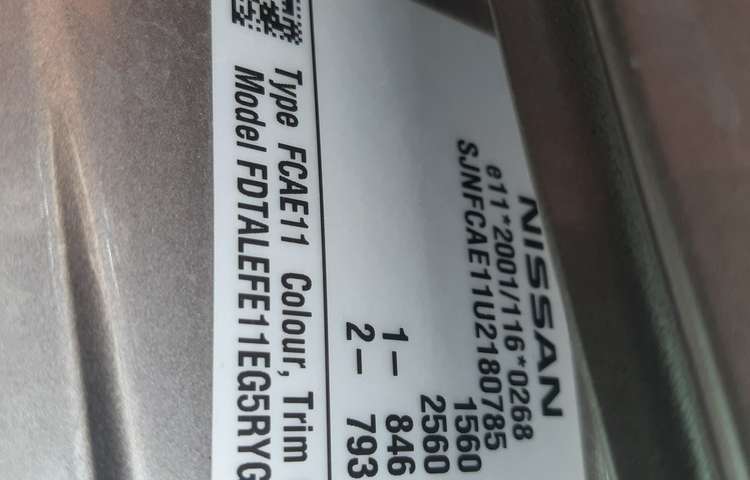 NISSAN
e11*2001/116*0268
SJNFCAE11U2180785
1560
2560
1— 846
2— 793
Type FCAE11 Colour, Trim
Model FDTALEFE11EG5RYG